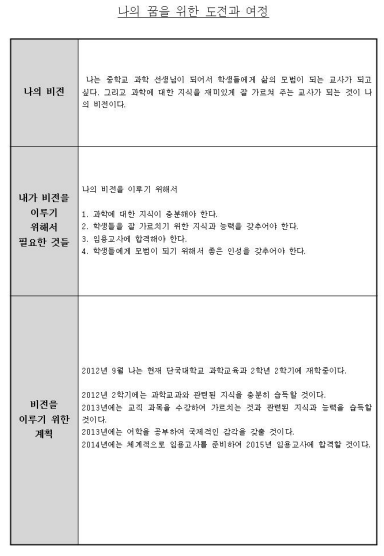 나의 꿈을 위한 도전과 여정
나의 비전
나는 중학교 과학 선생님이 되어서 학생들에게 삶의 모범이 되는 교사가 되고
싶다. 그리고 과학에 대한 지식을 재미있게 잘 가르쳐 주는 교사가 되는 것이 나
의 비전이다.
내가 비전을
이루기
위해서
필요한 것들
나의 비전을 이루기 위해서
1. 과학에 대한 지식이 충분해야 한다.
2. 학생들을 잘 가르치기 위한 지식과 능력을 갖추어야 한다.
3. 임용고사에 합격해야 한다.
4. 학생들에게 모범이 되기 위해서 좋은 인성을 갖추어야 한다.
비전을
이루기 위한
계획
2012년 9월 나는 현재 단국대학교 과학교육과 2학년 2학기에 재학중이다.
2012년 2학기에는 과학교과와 관련된 지식을 충분히 습득할 것이다.
2013년에는 교직 과목을 수강하여 가르치는 것과 관련된 지식과 능력을 습득할
것이다.
2013년에는 어학을 공부하여 국제적인 감각을 갖출 것이다.
2014년에는 체계적으로 임용고사를 준비하여 2015년 임용고사에 합격할 것이다.